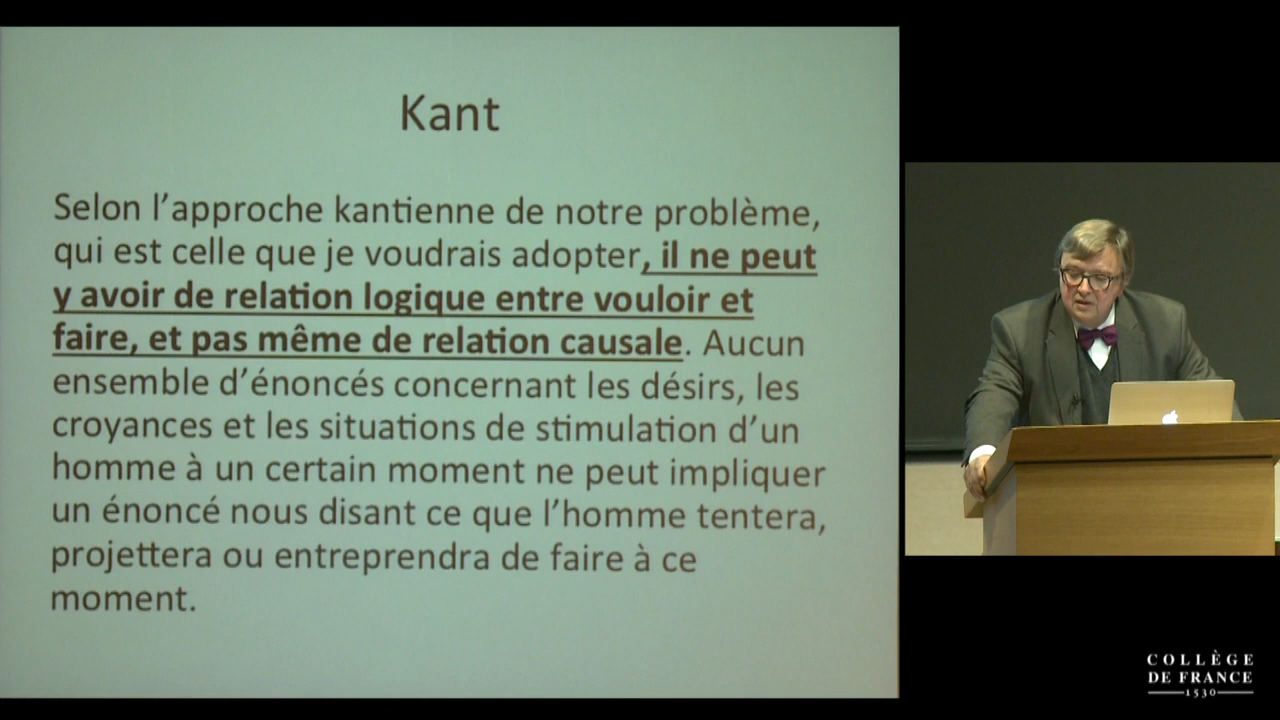 Kant
Selon l’approche kantienne de notre problème,
qui est celle que je voudrais adopter, il ne peut
y avoir de relation logique entre vouloir et
faire, et pas même de relation causale. Aucun
ensemble d’énoncés concernant les désirs, les
croyances et les situations de stimulation d’un
homme à un certain moment ne peut impliquer
un énoncé nous disant ce que l’homme tentera,
projettera ou entreprendra de faire à ce
moment.
COLLÈGE
DE FRANCE
1530